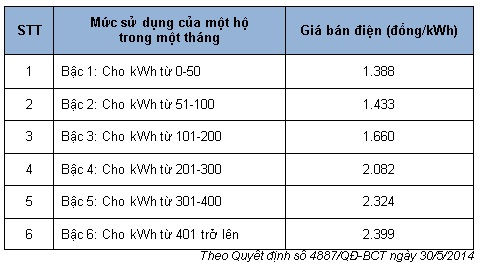 STT Mức sử dụng của một hộ trong một tháng Giá bán điện (đồng/kWh)
1 Bậc 1: Cho kWh từ 0-50 1.388
2 Bậc 2: Cho kWh từ 51-100 1.433
3 Bậc 3: Cho kWh từ 101-200 1.660
4 Bậc 4: Cho kWh từ 201-300 2.082
5 Bậc 5: Cho kWh từ 301-400 2.324
6 Bậc 6: Cho kWh từ 401 trở lên 2.399
Theo Quyết định số 4887/QĐ-BCT ngày 30/5/2014